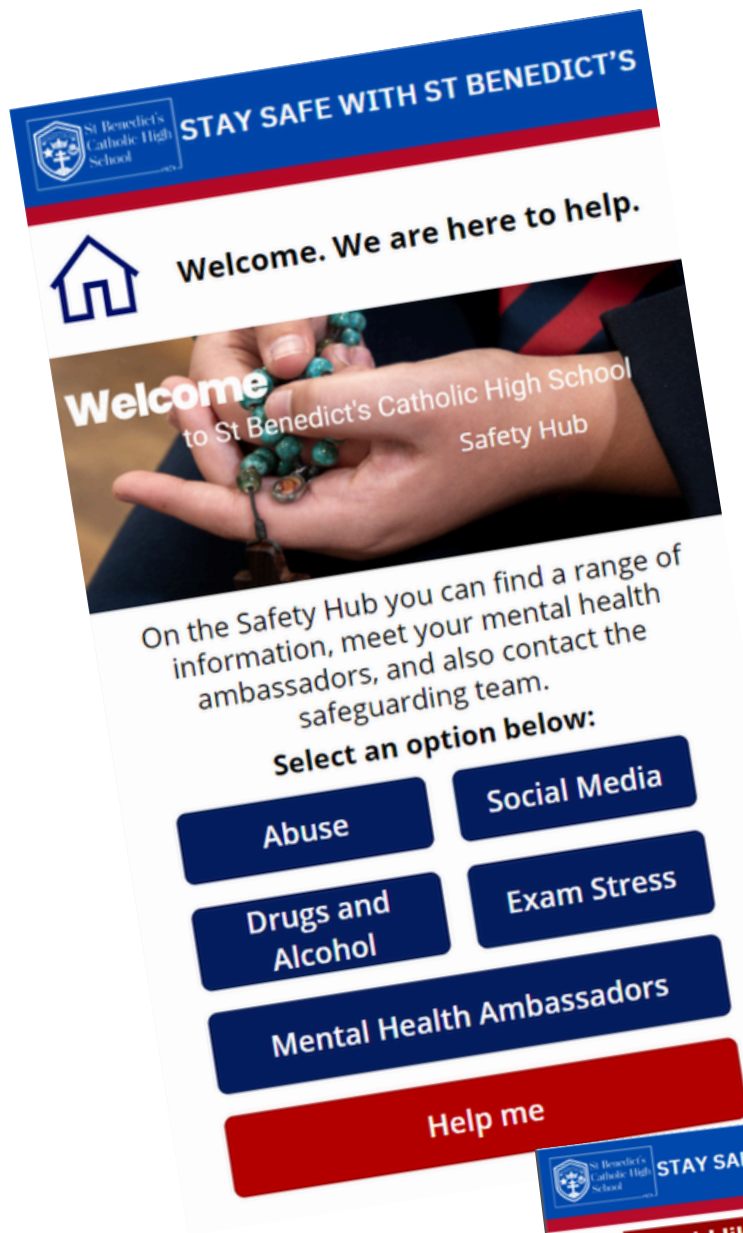 St Benedict's
Catholic High
School
STAY SAFE WITH ST BENEDICT'S
Welcome. We are here to help.
Welcome
to St Benedict's Catholic High School
Safety Hub
On the Safety Hub you can find a range of
information, meet your mental health
ambassadors, and also contact the
safeguarding team.
Select an option below:
Abuse
Social Media
Drugs and
Alcohol
Exam Stress
Mental Health Ambassadors
Help me
St Benedict's
Catholic High
School
STAY